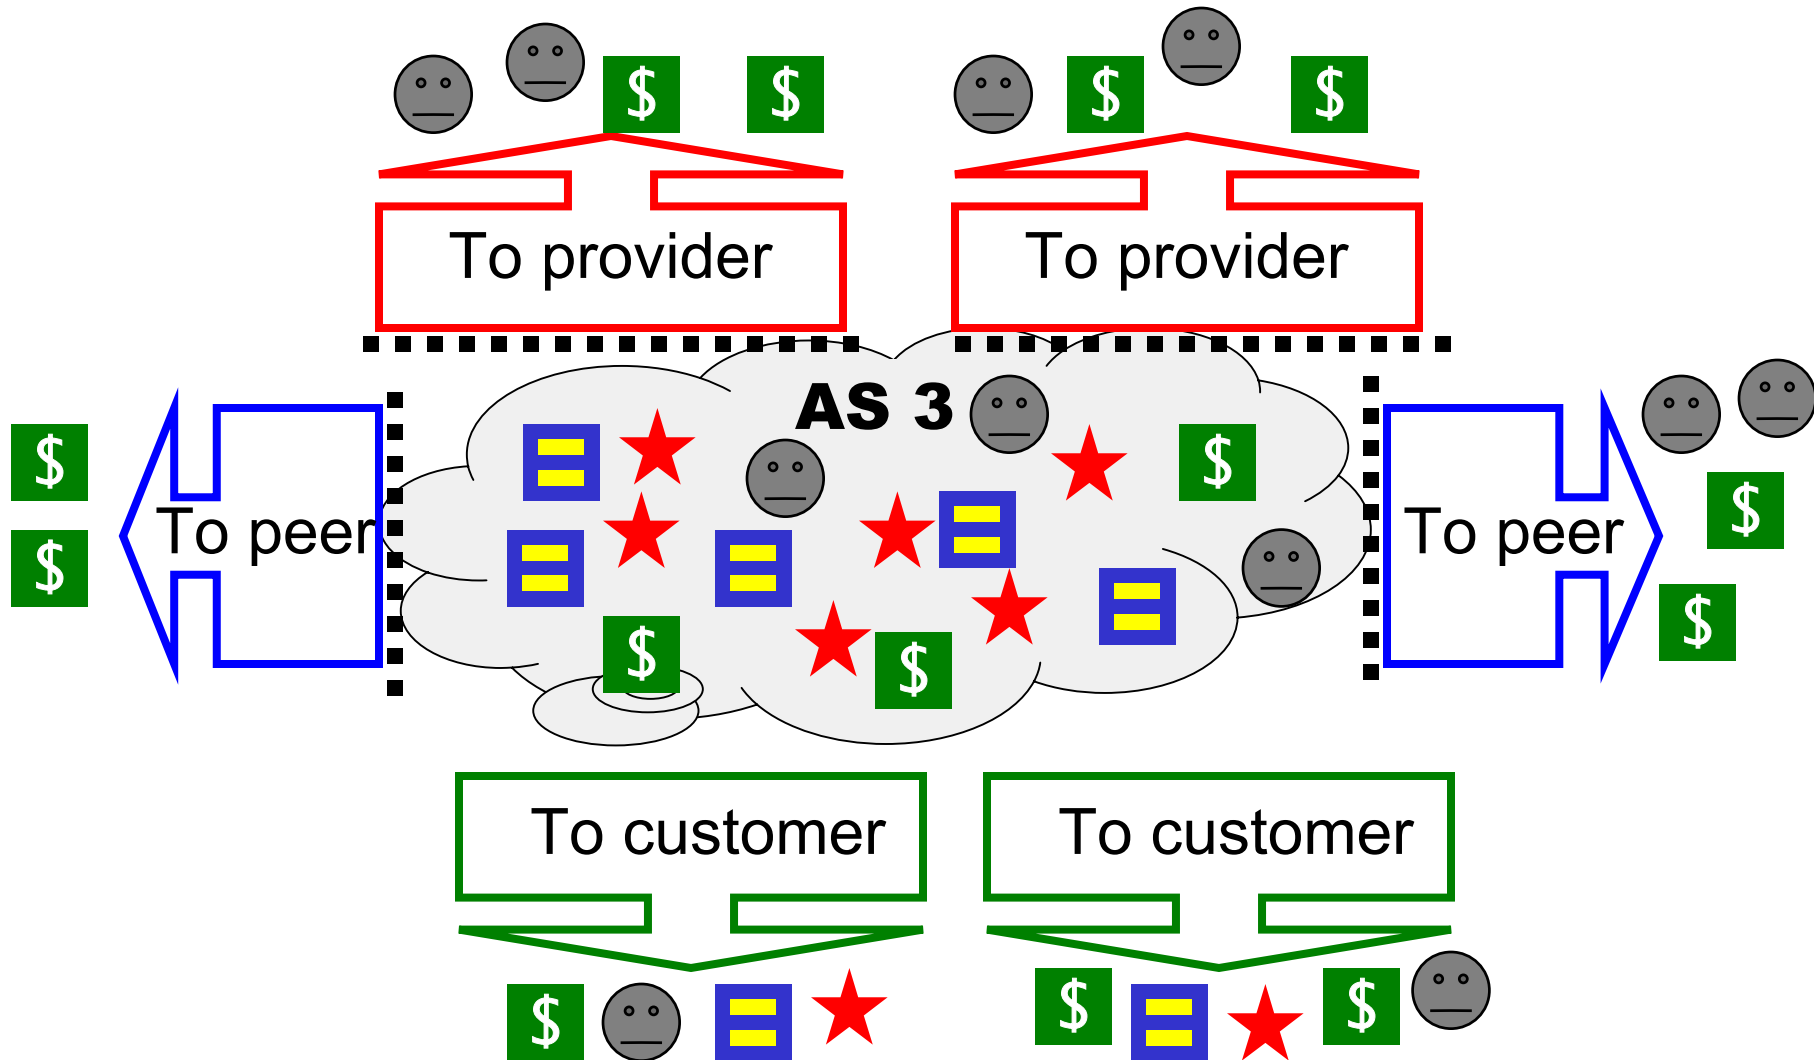 $ $
$ $
To provider
To provider
AS 3
$
$
$
To peer
To peer
$
$
$
$
$
To customer
To customer
$
$
$